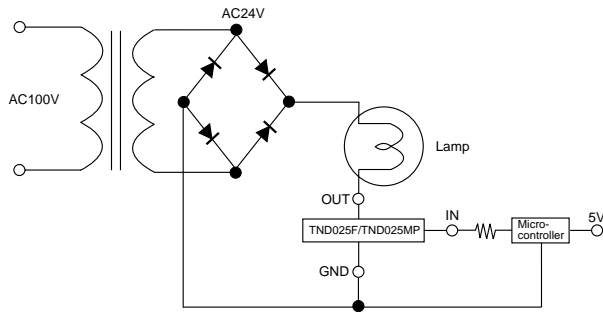 AC24V
AC100V
Lamp
OUT
IN
5V
TND025F/TND025MP
Micro-
controller
GND